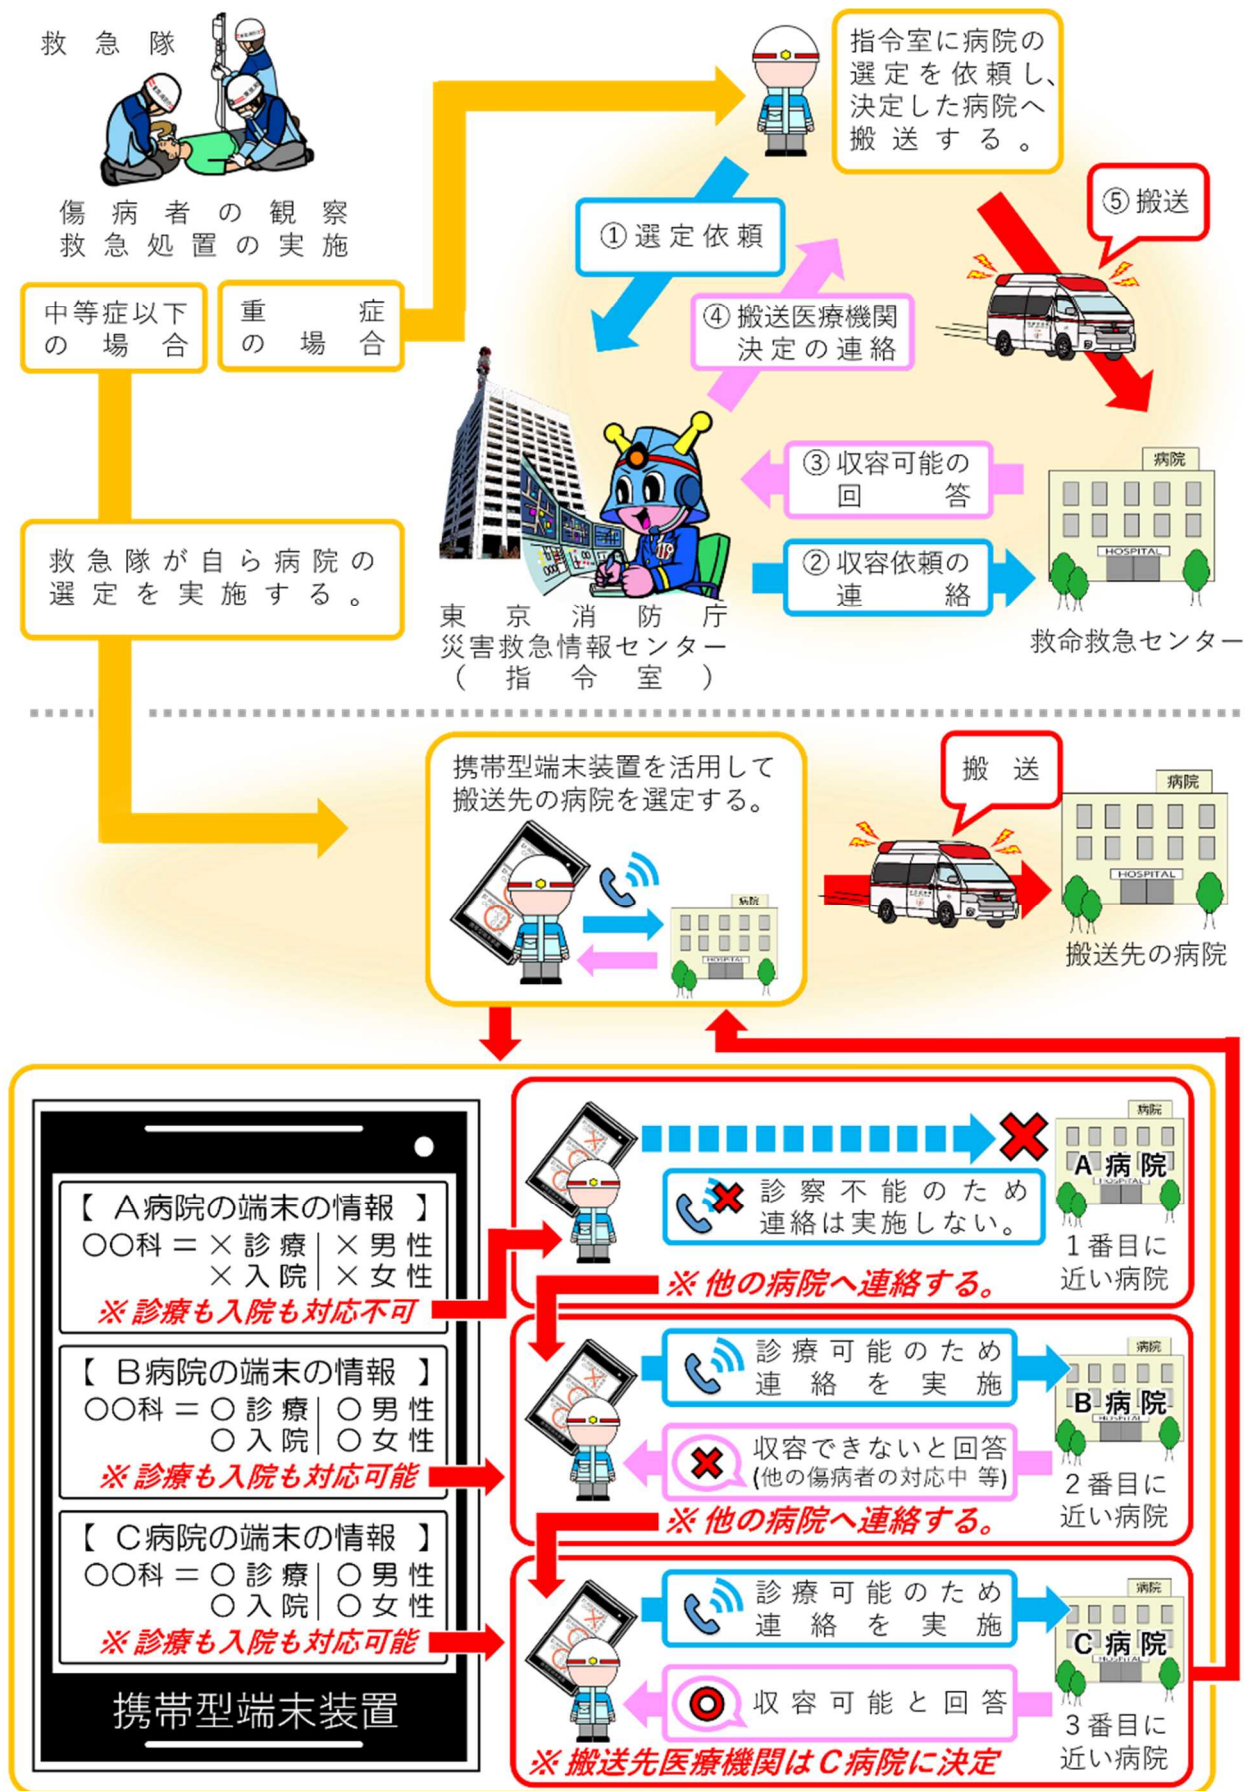 救急隊
傷病者の観察
救急処置の実施
中等症以下
の場合
重症
の場合
指令室に病院の
選定を依頼し、
決定した病院へ
搬送する。
①選定依頼
⑤搬送
④搬送医療機関
決定の連絡
③収容可能の
回答
②収容依頼の
連絡
119
病院
HOSPITAL
救命救急センター
東京消防庁
災害救急情報センター
(指令室)
救急隊が自ら病院の
選定を実施する。
携帯型端末装置を活用して
搬送先の病院を選定する。
病院
HOSPITAL
搬送
病院
HOSPITAL
搬送先の病院
【A病院の端末の情報】
○○科=×診療|×男性
×入院|×女性
※診療も入院も対応不可
【B病院の端末の情報】
○○科=○診療|○男性
○入院|○女性
※診療も入院も対応可能
【C病院の端末の情報】
○○科=○診療|○男性
○入院|○女性
※診療も入院も対応可能
携帯型端末装置
診察不能のため
連絡は実施しない。
※他の病院へ連絡する。
病院
A病院
HOSPITAL
1番目に
近い病院
診療可能のため
連絡を実施
収容できないと回答
(他の傷病者の対応中 等)
※他の病院へ連絡する。
病院
B病院
HOSPITAL
2番目に
近い病院
診療可能のため
連絡を実施
収容可能と回答
※搬送先医療機関はC病院に決定
病院
C病院
HOSPITAL
3番目に
近い病院